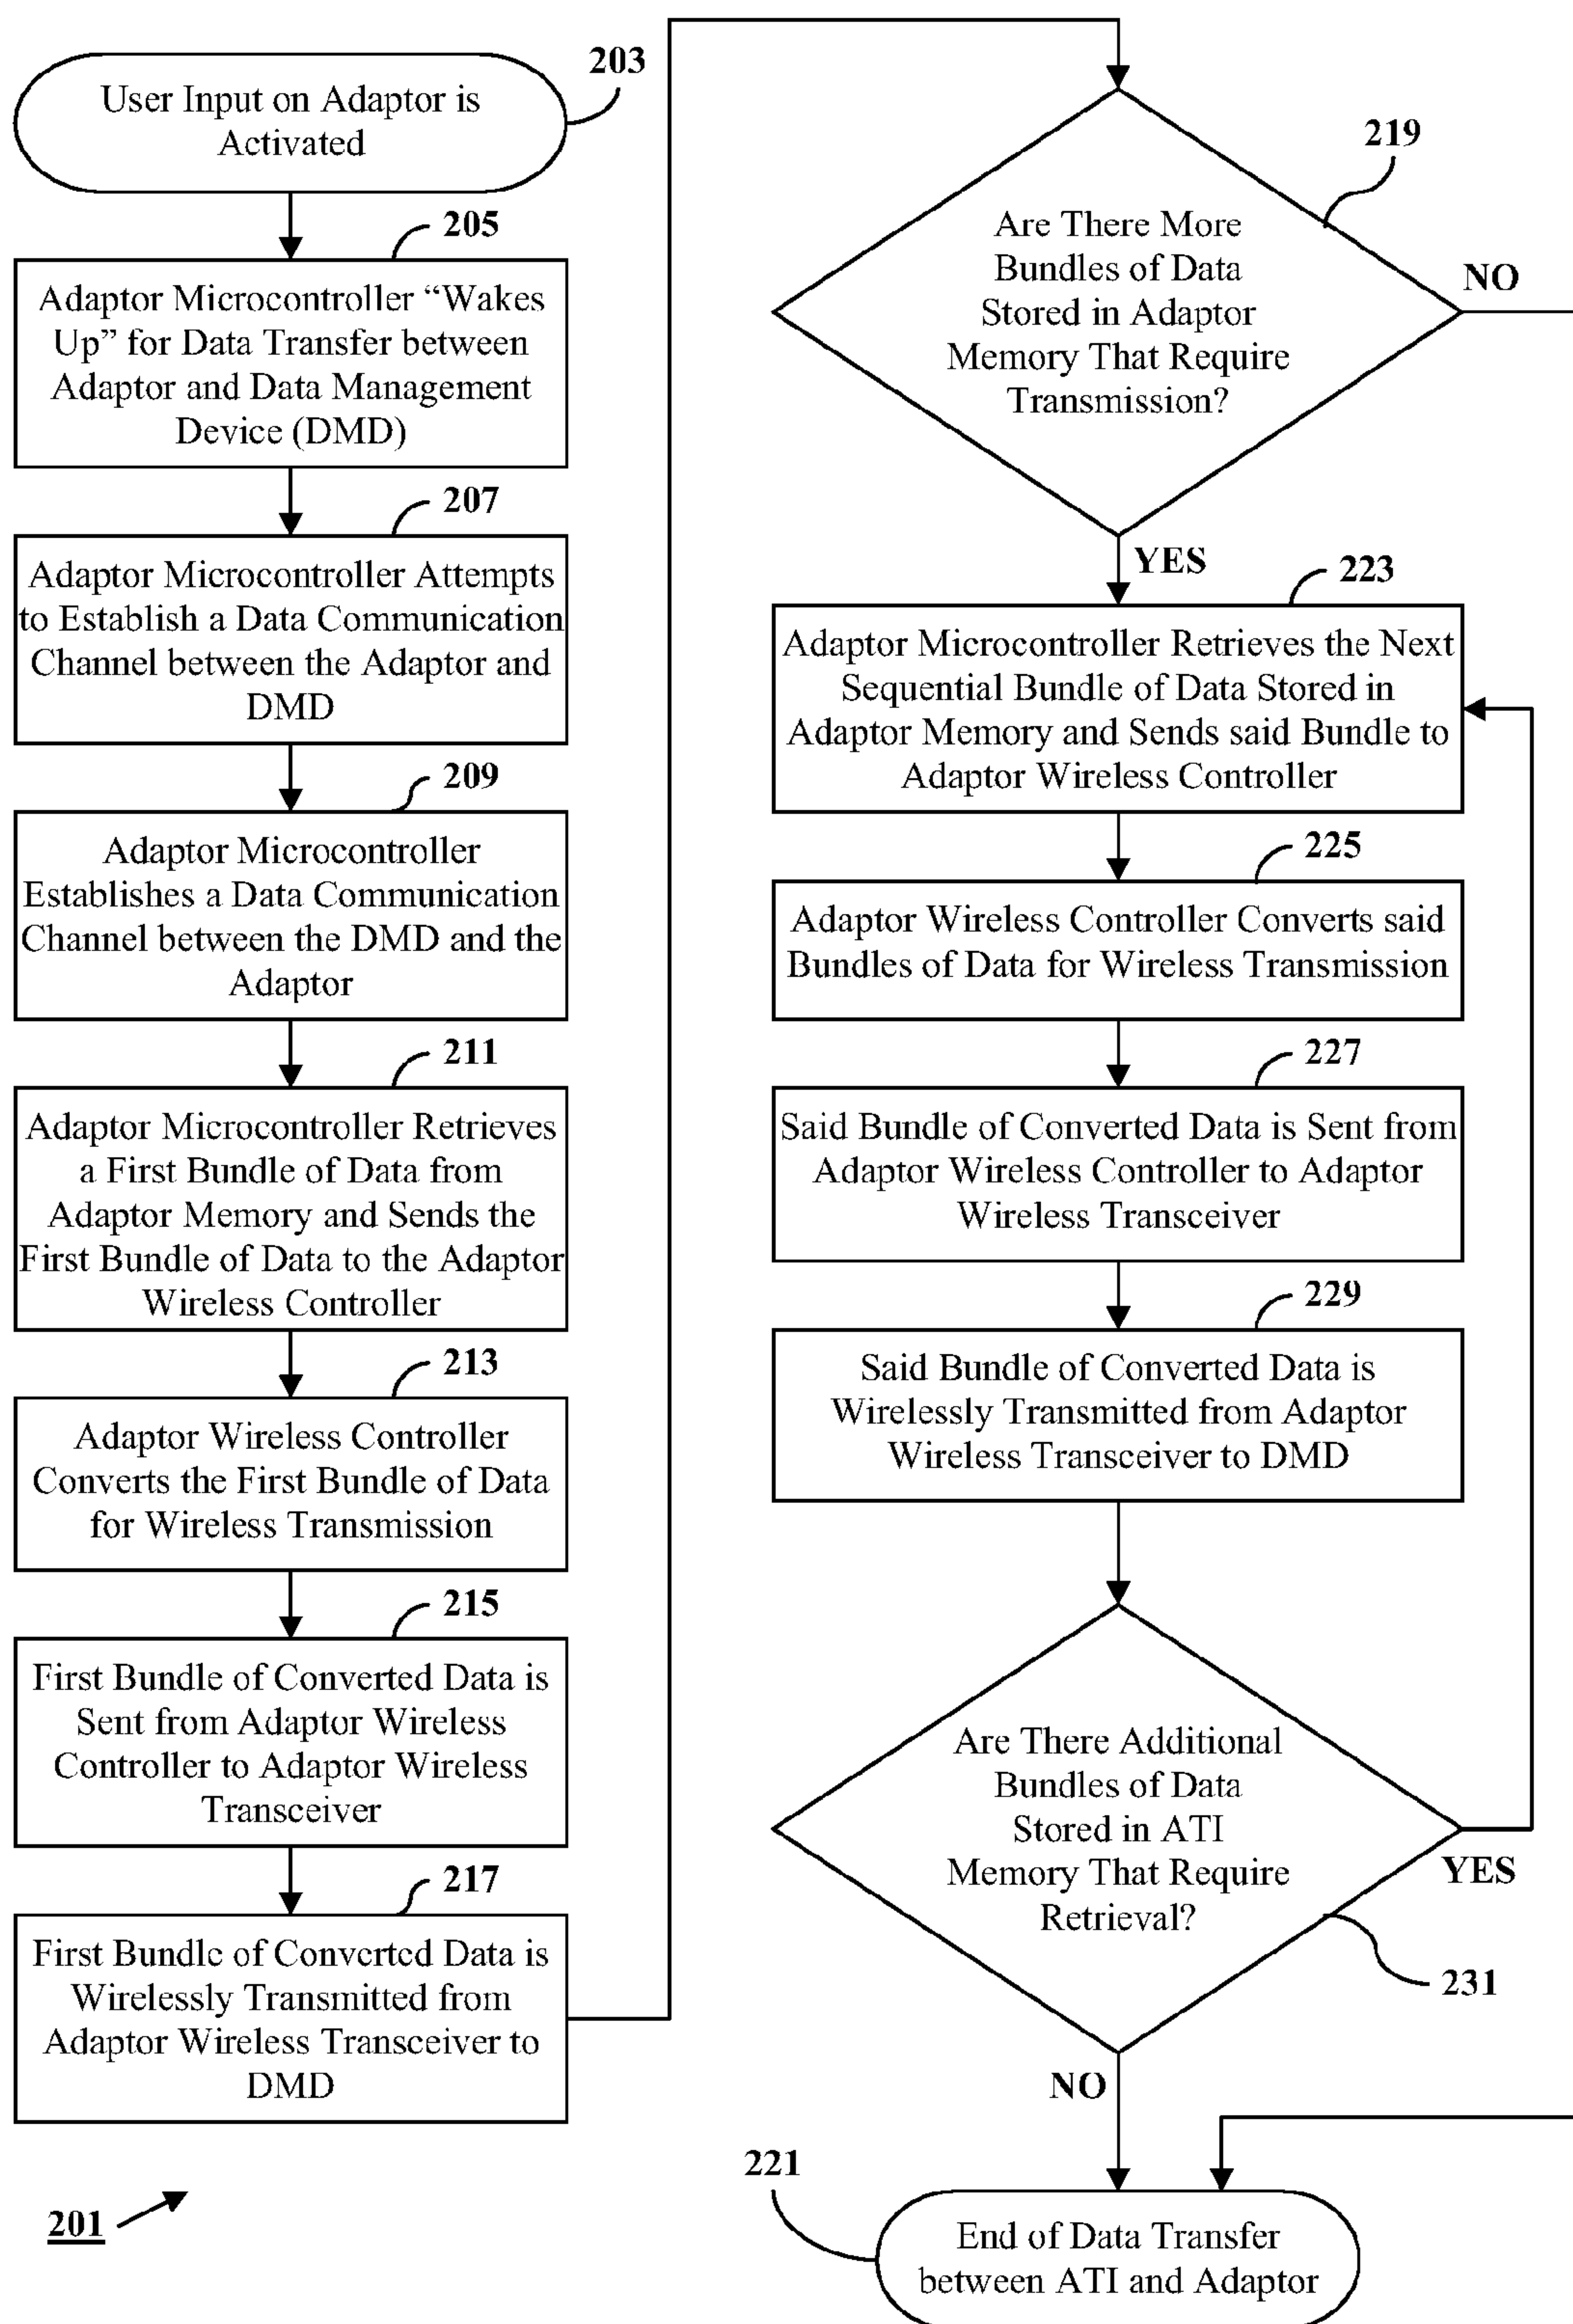 203
User Input on Adaptor is
Activated
205
Adaptor Microcontroller “Wakes
Up” for Data Transfer between
Adaptor and Data Management
Device (DMD)
207
Adaptor Microcontroller Attempts
to Establish a Data Communication
Channel between the Adaptor and
DMD
209
Adaptor Microcontroller
Establishes a Data Communication
Channel between the DMD and the
Adaptor
211
Adaptor Microcontroller Retrieves
a First Bundle of Data from
Adaptor Memory and Sends the
First Bundle of Data to the Adaptor
Wireless Controller
213
Adaptor Wireless Controller
Converts the First Bundle of Data
for Wireless Transmission
215
First Bundle of Converted Data is
Sent from Adaptor Wireless
Controller to Adaptor Wireless
Transceiver
217
First Bundle of Converted Data is
Wirelessly Transmitted from
Adaptor Wireless Transceiver to
DMD
201
219
Are There More
Bundles of Data
Stored in Adaptor
Memory That Require
Transmission?
NO
YES
223
Adaptor Microcontroller Retrieves the Next
Sequential Bundle of Data Stored in
Adaptor Memory and Sends said Bundle to
Adaptor Wireless Controller
225
Adaptor Wireless Controller Converts said
Bundles of Data for Wireless Transmission
227
Said Bundle of Converted Data is Sent from
Adaptor Wireless Controller to Adaptor
Wireless Transceiver
229
Said Bundle of Converted Data is
Wirelessly Transmitted from Adaptor
Wireless Transceiver to DMD
Are There Additional
Bundles of Data
Stored in ATI
Memory That Require
Retrieval?
YES
231
NO
221
End of Data Transfer
between ATI and Adaptor